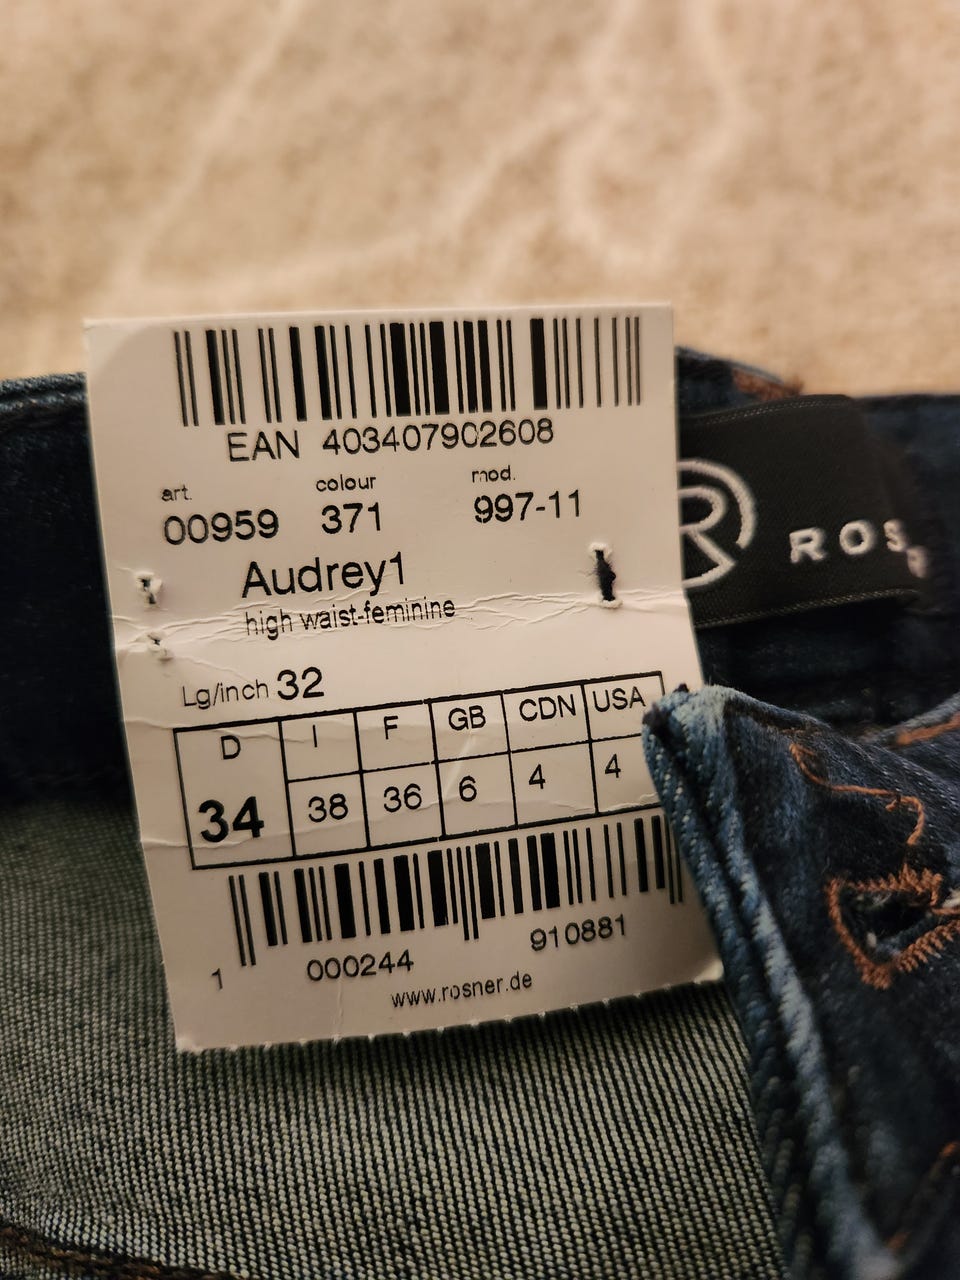 EAN 403407902608
art. colour mod.
00959 371 997-11
Audrey1
high waist-feminine
Lg/inch 32
D I F GB CDN USA
34 38 36 6 4 4
1 000244 910881
www.rosner.de
R